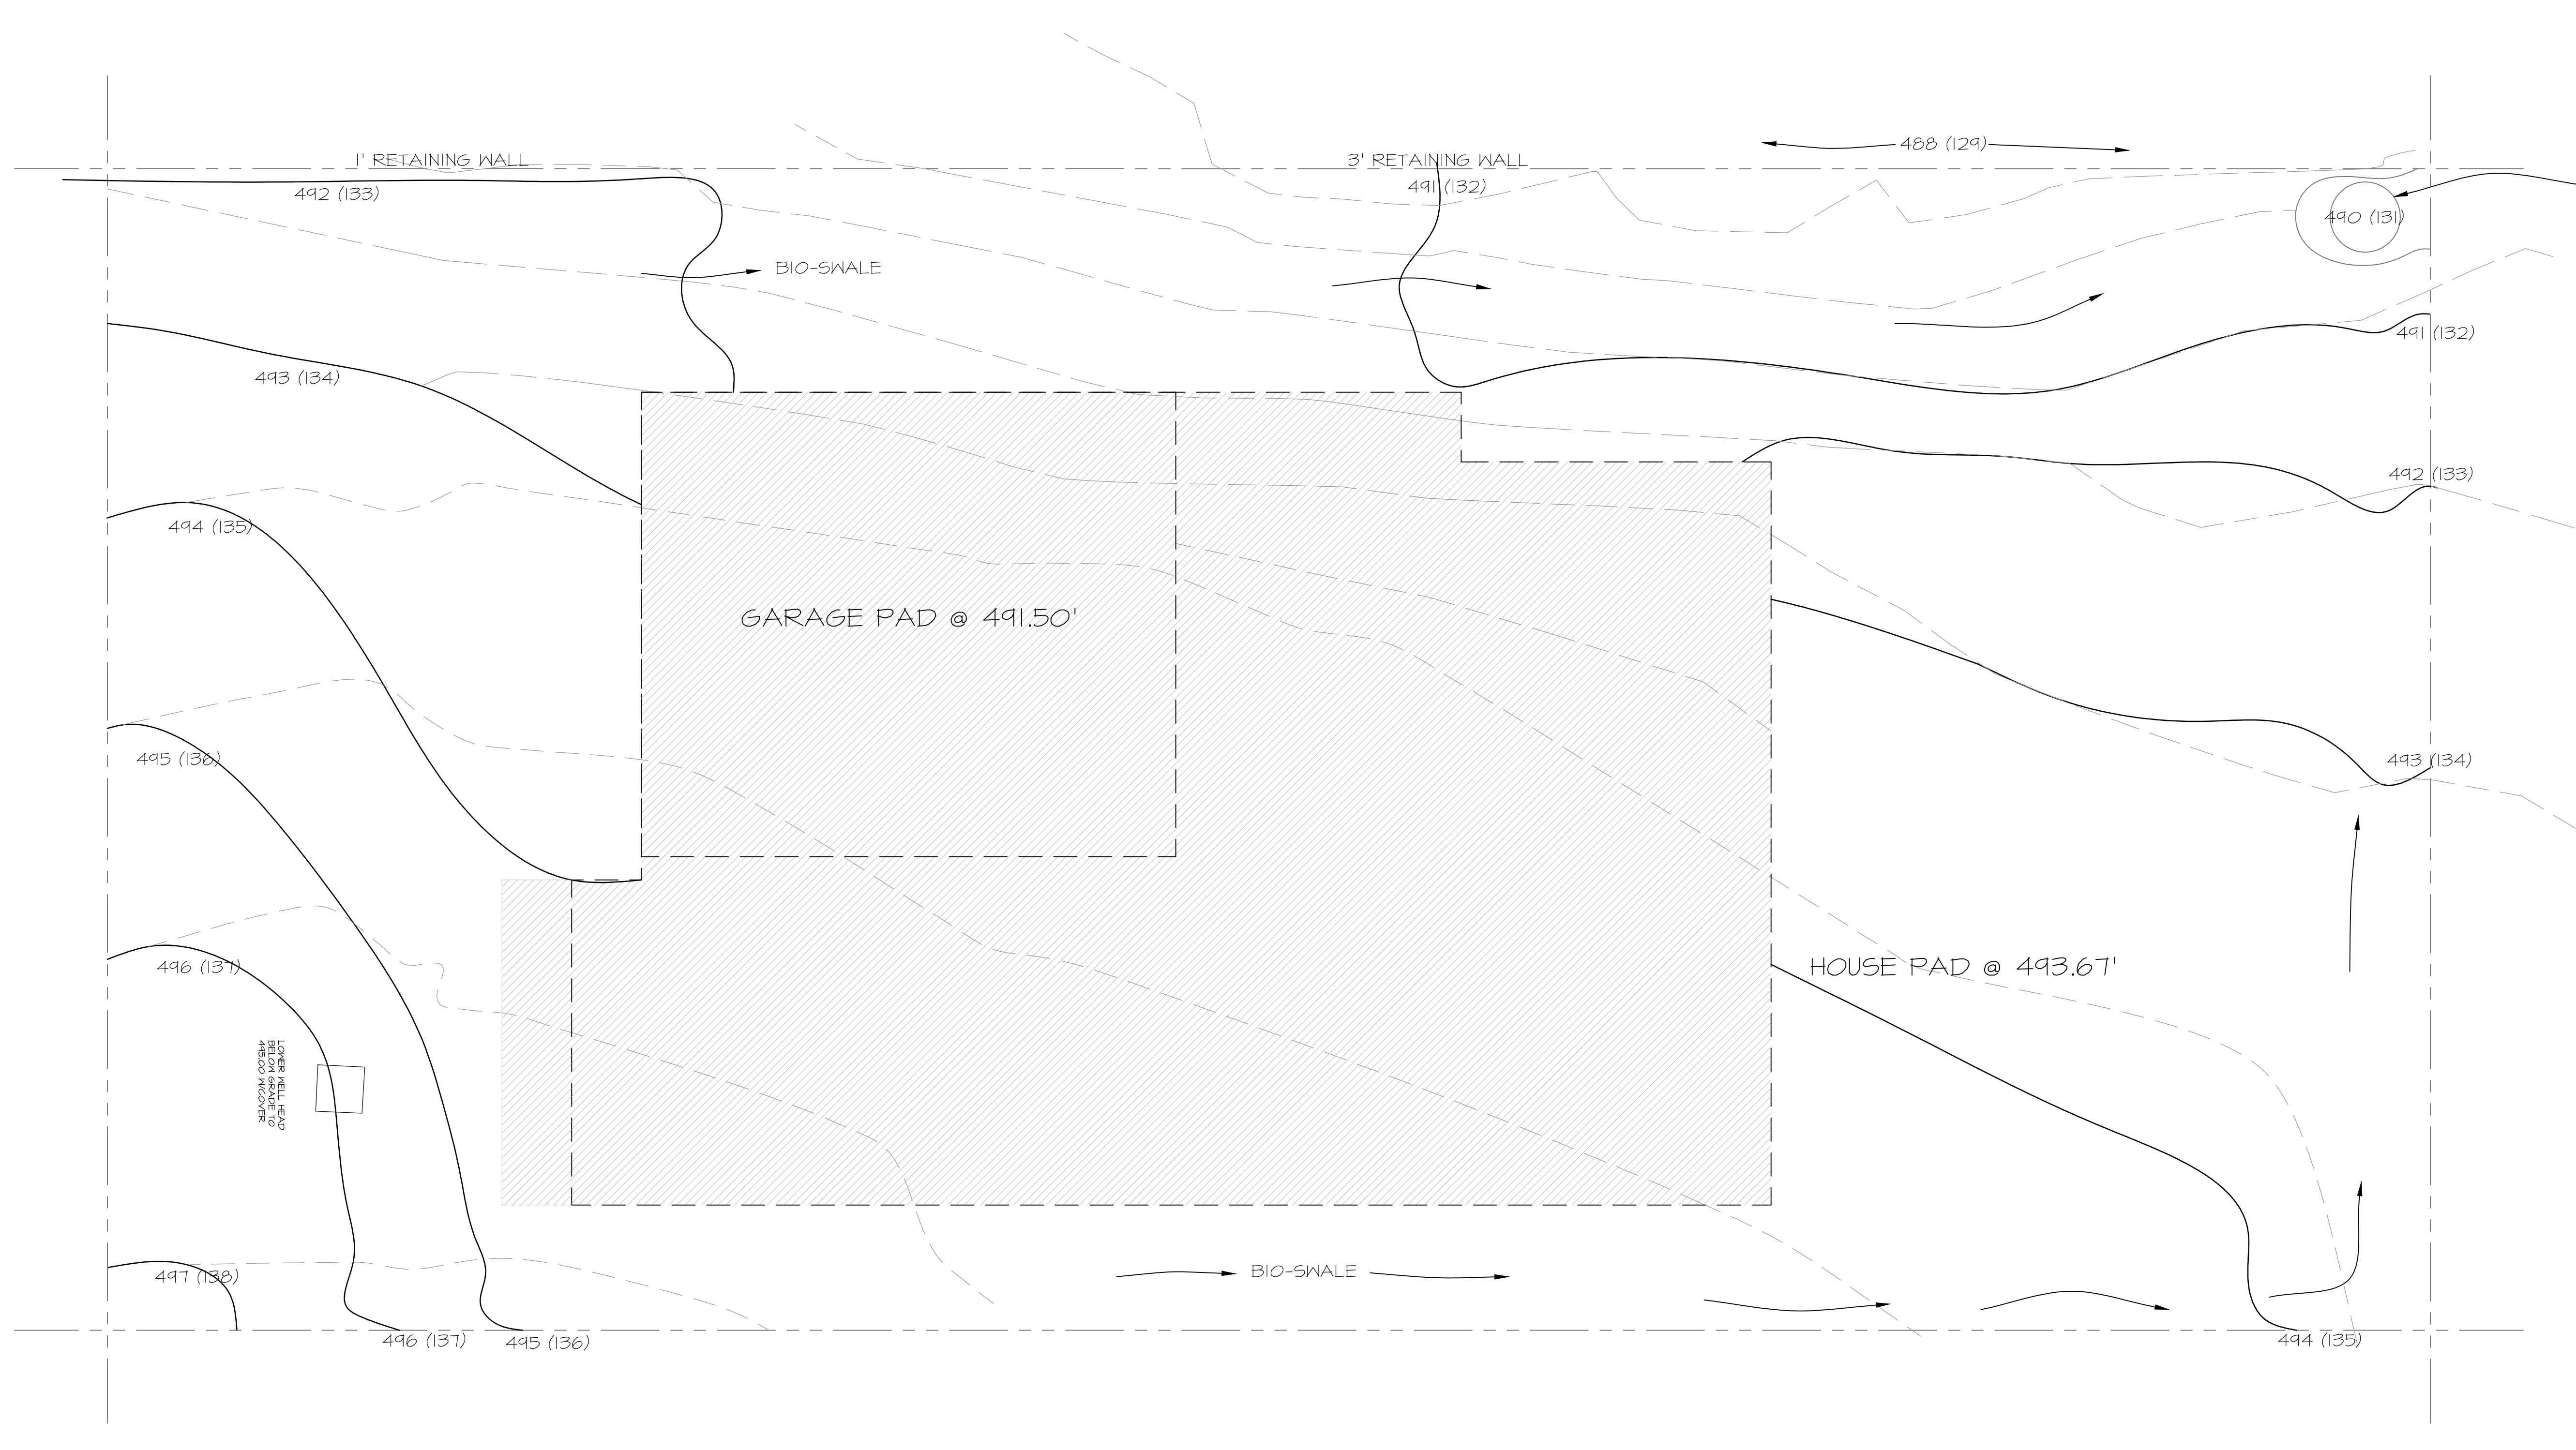 488 (129)
1' RETAINING WALL
3' RETAINING WALL
492 (133)
491 (132)
490 (131)
BIO-SWALE
491 (132)
493 (134)
492 (133)
494 (135)
GARAGE PAD @ 491.50'
495 (136)
493 (134)
496 (137)
HOUSE PAD @ 493.67'
LOWER WELL HEAD
BELOW GRADE TO
495.00 W/COVER
497 (138)
BIO-SWALE
496 (137)
495 (136)
494 (135)